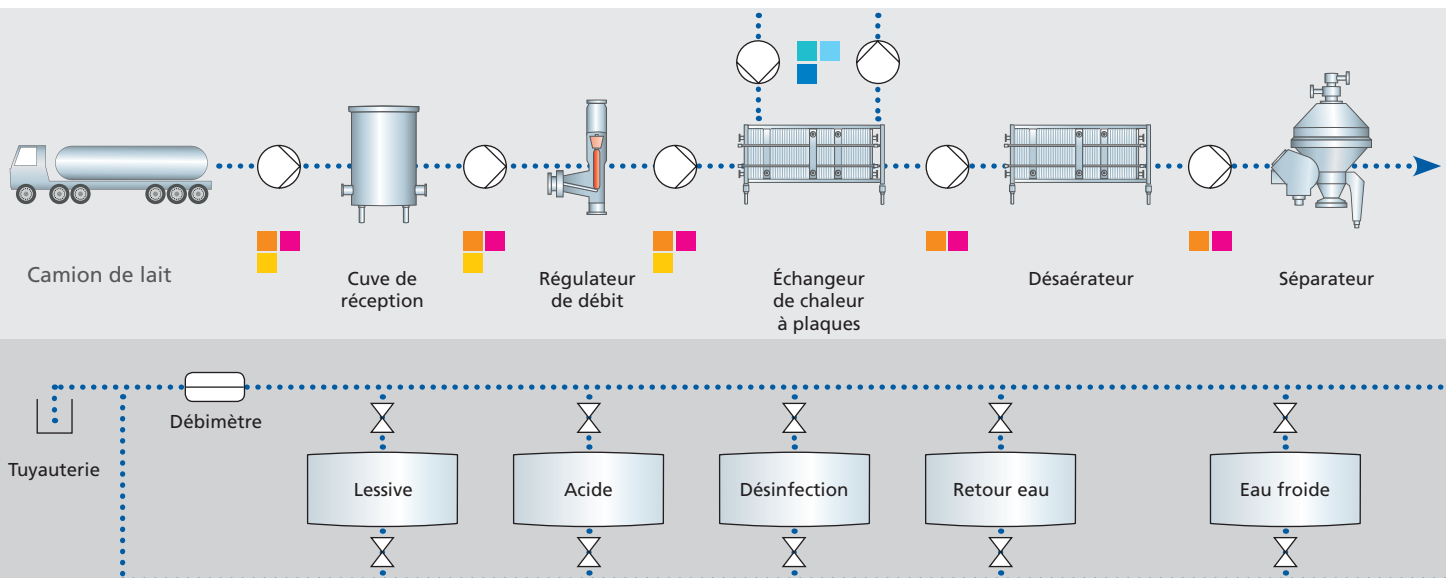 Camion de lait
Cuve de
réception
Régulateur
de débit
Échangeur
de chaleur
à plaques
Désaérateur
Séparateur
Débimètre
Tuyauterie
Lessive
Acide
Désinfection
Retour eau
Eau froide